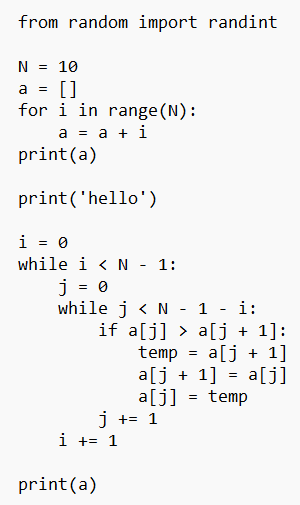 from random import randint

N = 10
a = []
for i in range(N):
    a = a + i
print(a)

print('hello')

i = 0
while i < N - 1:
    j = 0
    while j < N - 1 - i:
        if a[j] > a[j + 1]:
            temp = a[j + 1]
            a[j + 1] = a[j]
            a[j] = temp
        j += 1
    i += 1

print(a)